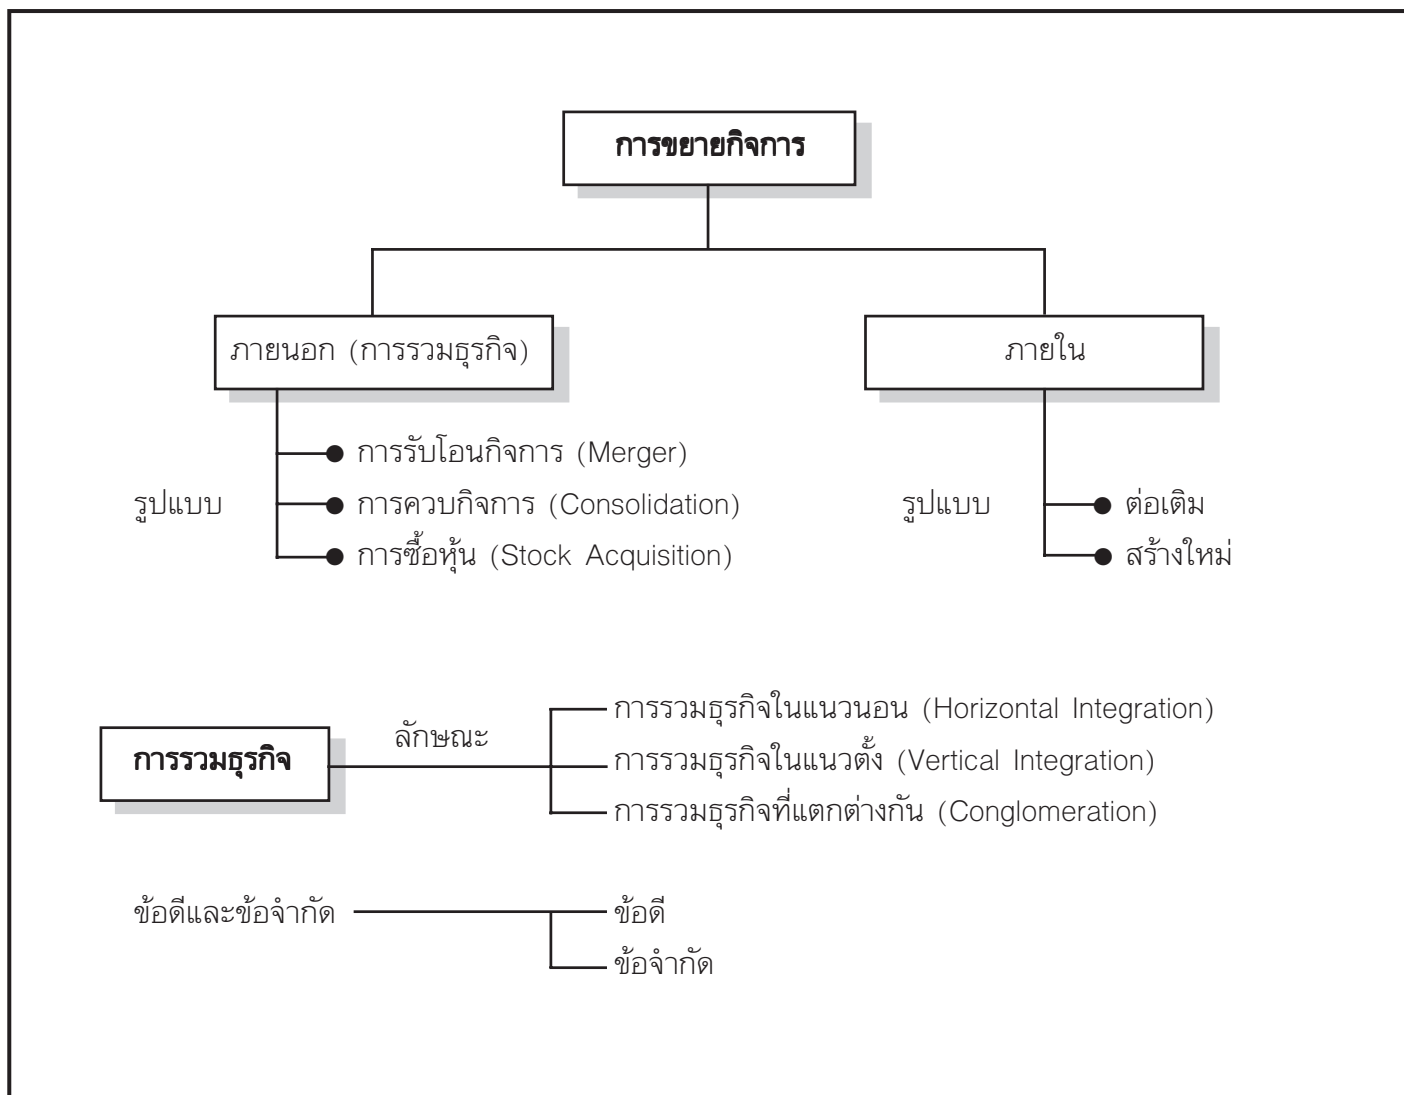 การขยายกิจการ
ภายนอก (การรวมธุรกิจ)
ภายใน
การรับโอนกิจการ (Merger)
รูปแบบ
การควบกิจการ (Consolidation)
การซื้อหุ้น (Stock Acquisition)
รูปแบบ
ต่อเติม
สร้างใหม่
การรวมธุรกิจ
ลักษณะ
การรวมธุรกิจในแนวนอน (Horizontal Integration)
การรวมธุรกิจในแนวตั้ง (Vertical Integration)
การรวมธุรกิจที่แตกต่างกัน (Conglomeration)
ข้อดีและข้อจำกัด
ข้อดี
ข้อจำกัด